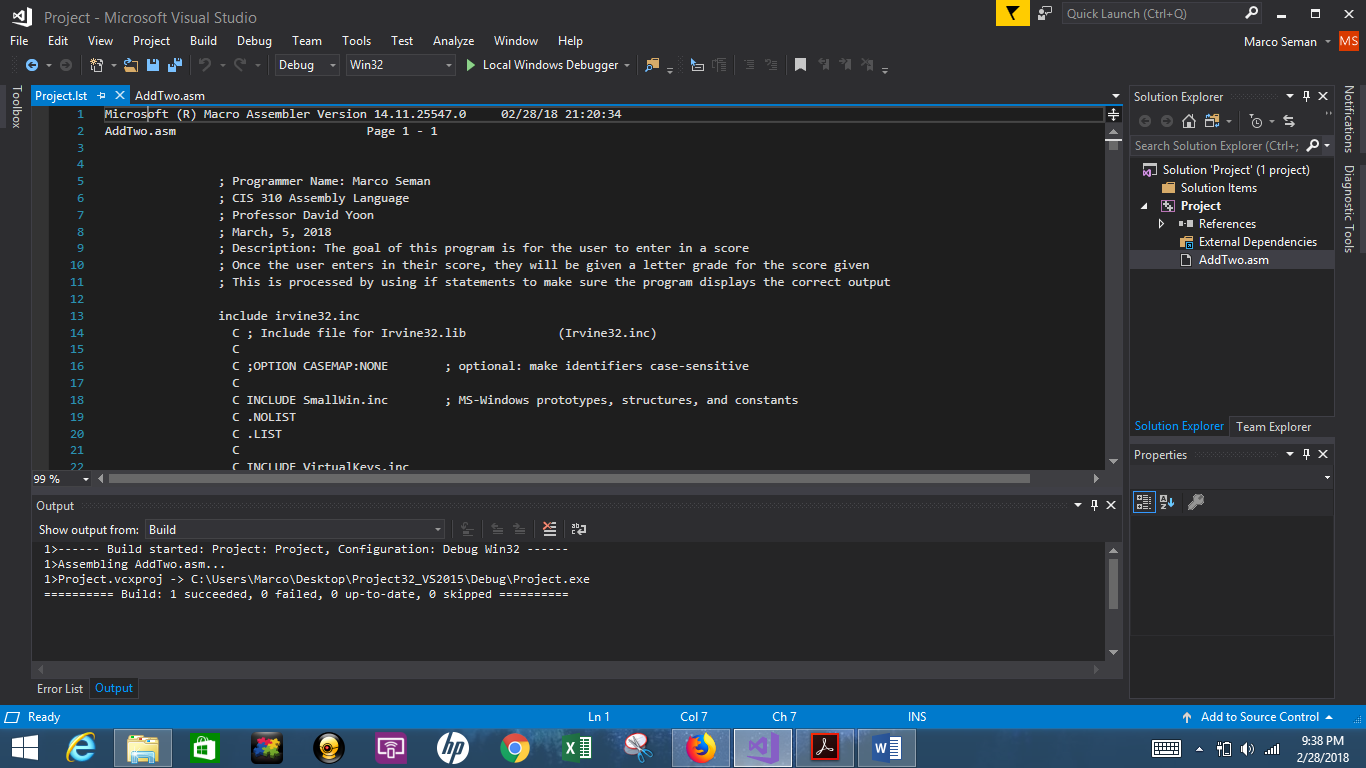 Project - Microsoft Visual Studio
Quick Launch (Ctrl+Q)
File Edit View Project Build Debug Team Tools Test Analyze Window Help
Marco Seman MS
Debug Win32 Local Windows Debugger
Toolbox
Project.lst AddTwo.asm
1 Microsoft (R) Macro Assembler Version 14.11.25547.0 02/28/18 21:20:34
2 AddTwo.asm Page 1 - 1
3
4
5 ; Programmer Name: Marco Seman
6 ; CIS 310 Assembly Language
7 ; Professor David Yoon
8 ; March, 5, 2018
9 ; Description: The goal of this program is for the user to enter in a score
10 ; Once the user enters in their score, they will be given a letter grade for the score given
11 ; This is processed by using if statements to make sure the program displays the correct output
12
13 include irvine32.inc
14 C ; Include file for Irvine32.lib (Irvine32.inc)
15 C
16 C ;OPTION CASEMAP:NONE ; optional: make identifiers case-sensitive
17 C
18 C INCLUDE SmallWin.inc ; MS-Windows prototypes, structures, and constants
19 C .NOLIST
20 C .LIST
21 C
22 C INCLUDE VirtualKeys.inc
99 %
Output
Show output from: Build
1>------ Build started: Project: Project, Configuration: Debug Win32 ------
1>Assembling AddTwo.asm...
1>Project.vcxproj -> C:\Users\Marco\Desktop\Project32_VS2015\Debug\Project.exe
========== Build: 1 succeeded, 0 failed, 0 up-to-date, 0 skipped ==========
Error List Output
Solution Explorer
Search Solution Explorer (Ctrl+;
Solution 'Project' (1 project)
Solution Items
Project
References
External Dependencies
AddTwo.asm
Solution Explorer Team Explorer
Properties
Notifications
Diagnostic Tools
Ready Ln 1 Col 7 Ch 7 INS Add to Source Control
9:38 PM
2/28/2018